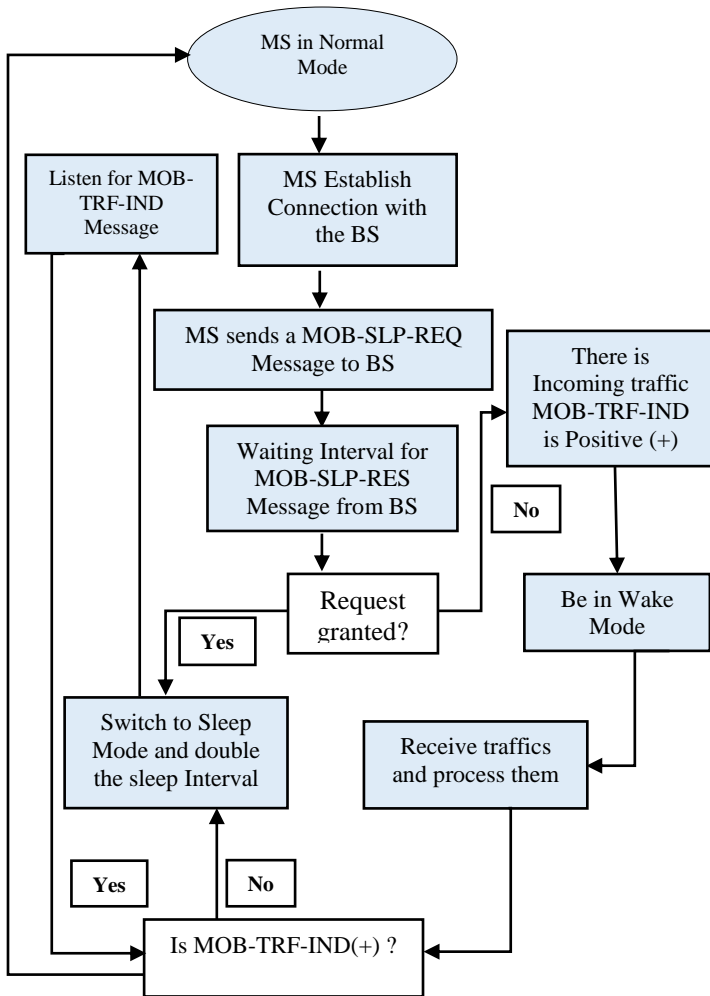 MS in Normal
Mode
Listen for MOB-
TRF-IND
Message
MS Establish
Connection with
the BS
MS sends a MOB-SLP-REQ
Message to BS
There is
Incoming traffic
MOB-TRF-IND
is Positive (+)
Waiting Interval for
MOB-SLP-RES
Message from BS
No
Request
granted?
Be in Wake
Mode
Yes
Switch to Sleep
Mode and double
the sleep Interval
Receive traffics
and process them
Yes
No
Is MOB-TRF-IND(+) ?